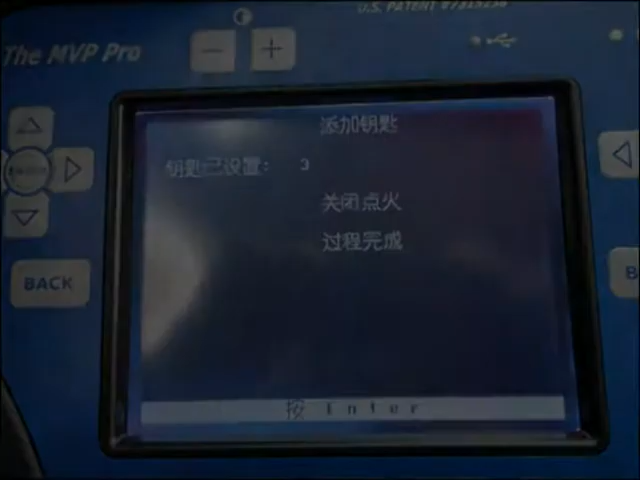 U.S. PATENT
The MVP Pro
添加钥匙
钥匙已设置: 3
关闭点火
过程完成
BACK
B
按 Enter